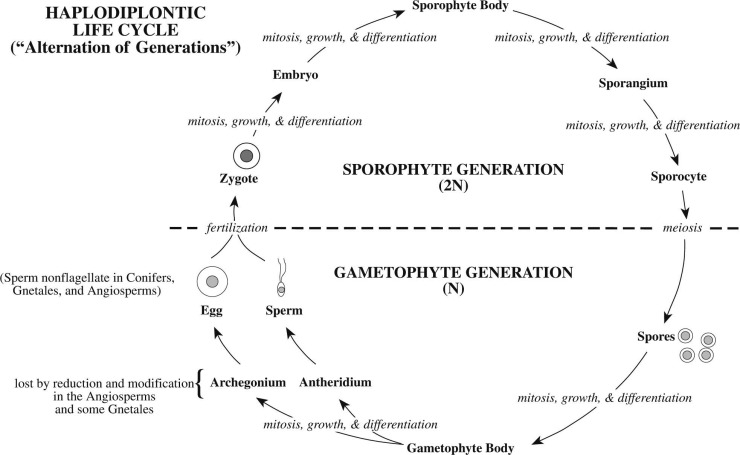 HAPLODIPLONTIC
LIFE CYCLE
(“Alternation of Generations”)
Sporophyte Body
mitosis, growth, & differentiation
mitosis, growth, & differentiation
Embryo
Sporangium
mitosis, growth, & differentiation
mitosis, growth, & differentiation
Zygote
SPOROPHYTE GENERATION
(2N)
Sporocyte
fertilization
meiosis
(Sperm nonflagellate in Conifers,
Gnetales, and Angiosperms)
GAMETOPHYTE GENERATION
(N)
Egg
Sperm
Spores
lost by reduction and modification
in the Angiosperms
and some Gnetales
{
Archegonium
Antheridium
mitosis, growth, & differentiation
mitosis, growth, & differentiation
Gametophyte Body